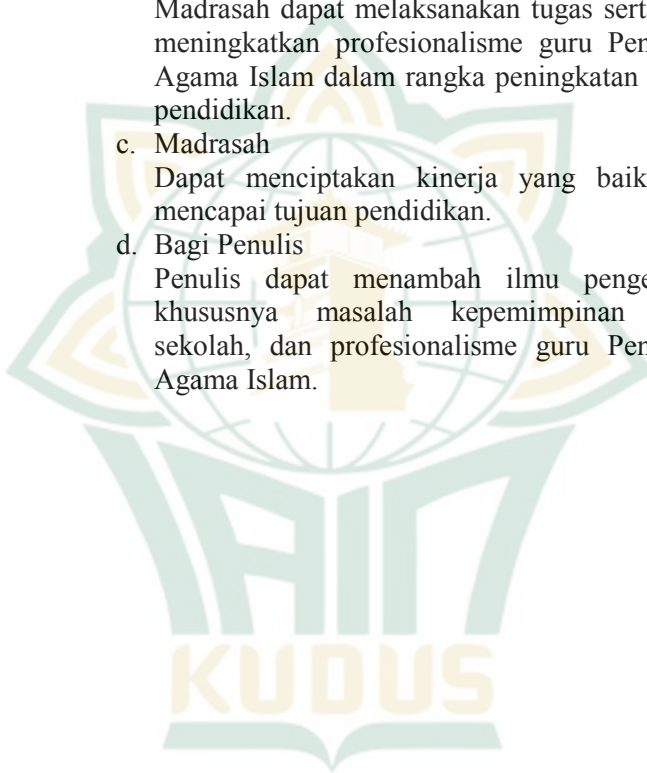 Madrasah dapat melaksanakan tugas serta
meningkatkan profesionalisme guru Pen
Agama Islam dalam rangka peningkatan
pendidikan.
c. Madrasah
Dapat menciptakan kinerja yang baik
mencapai tujuan pendidikan.
d. Bagi Penulis
Penulis dapat menambah ilmu penge
khususnya masalah kepemimpinan
sekolah, dan profesionalisme guru Pen
Agama Islam.
IAIN
KUDUS